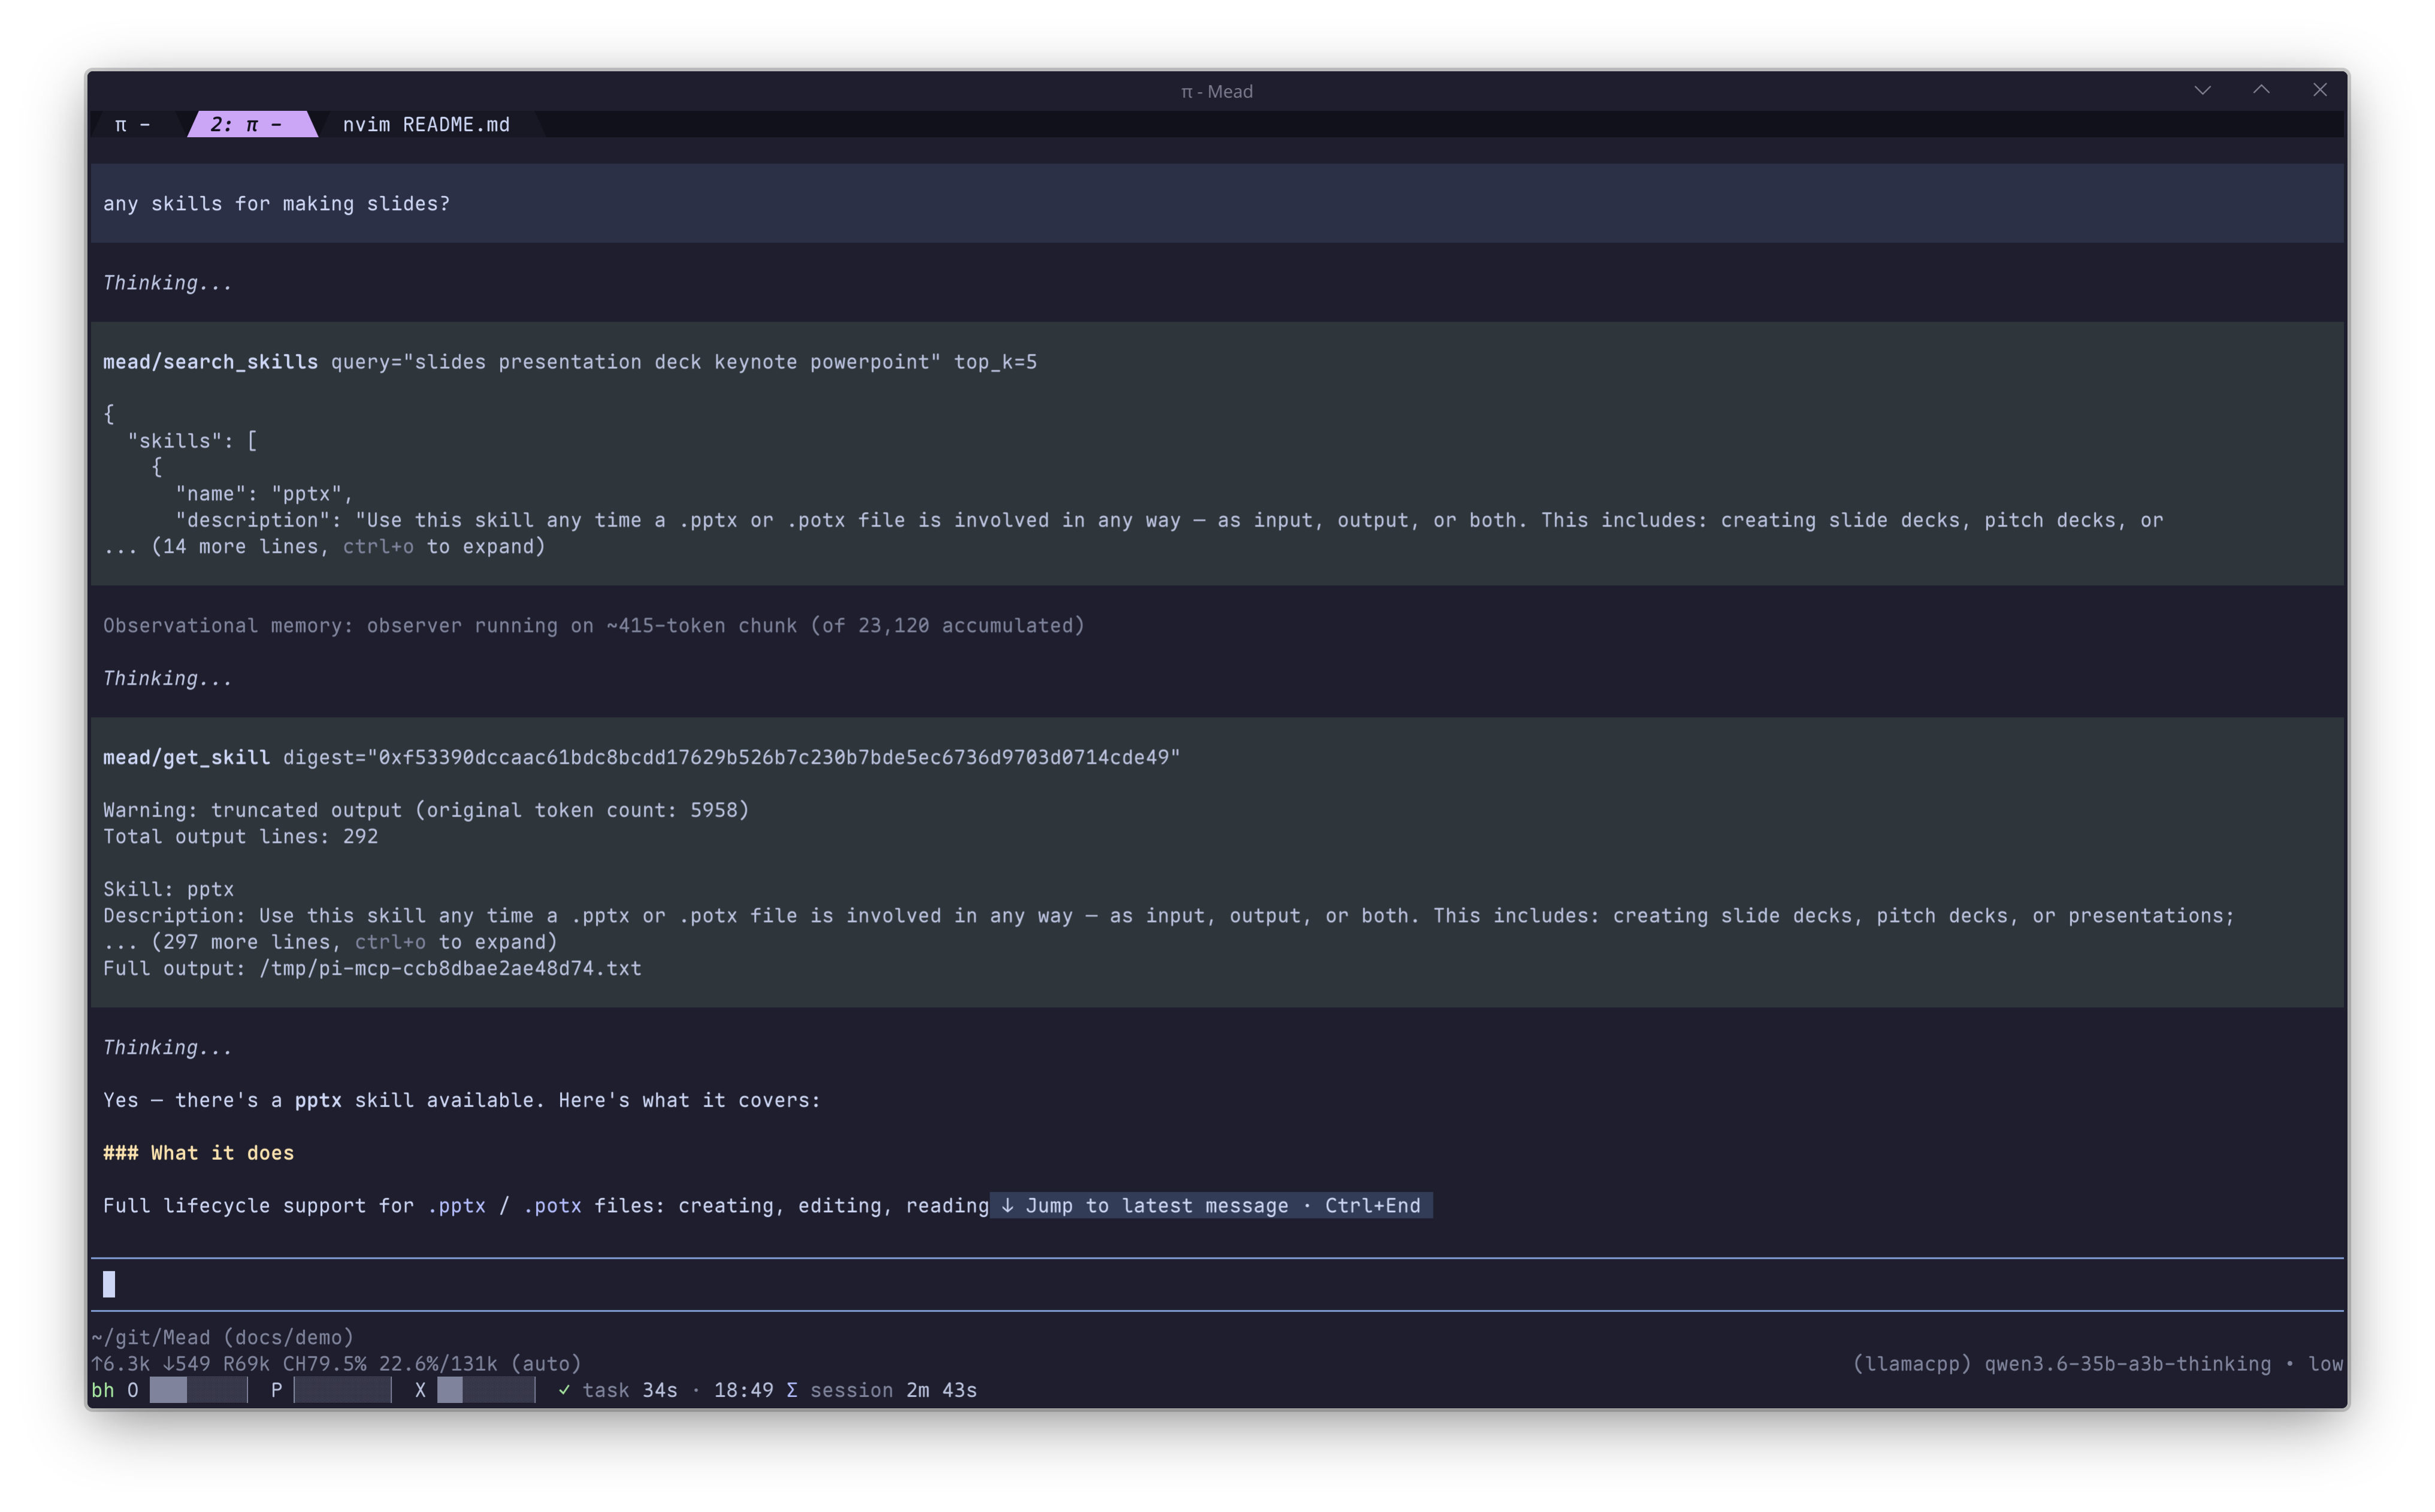 π - Mead
π -
2: π -
nvim README.md
any skills for making slides?
Thinking...
mead/search_skills query="slides presentation deck keynote powerpoint" top_k=5
{
"skills": [
{
"name": "pptx",
"description": "Use this skill any time a .pptx or .potx file is involved in any way — as input, output, or both. This includes: creating slide decks, pitch decks, or
... (14 more lines, ctrl+o to expand)
Observational memory: observer running on ~415-token chunk (of 23,120 accumulated)
Thinking...
mead/get_skill digest="0xf53390dccaac61bdc8bcdd17629b526b7c230b7bde5ec6736d9703d0714cde49"
Warning: truncated output (original token count: 5958)
Total output lines: 292
Skill: pptx
Description: Use this skill any time a .pptx or .potx file is involved in any way — as input, output, or both. This includes: creating slide decks, pitch decks, or presentations;
... (297 more lines, ctrl+o to expand)
Full output: /tmp/pi-mcp-ccb8dbae2ae48d74.txt
Thinking...
Yes — there's a pptx skill available. Here's what it covers:
### What it does
Full lifecycle support for .pptx / .potx files: creating, editing, reading ↓ Jump to latest message · Ctrl+End
~/git/Mead (docs/demo)
↑6.3k ↓549 R69k CH79.5% 22.6%/131k (auto)
(llamacpp) qwen3.6-35b-a3b-thinking • low
bh O P X ✓ task 34s · 18:49 Σ session 2m 43s